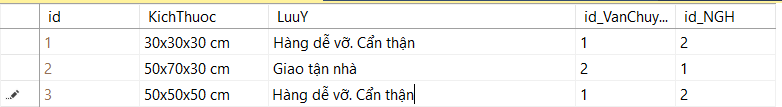 id KichThuoc LuuY id_VanChuy... id_NGH
1 30x30x30 cm Hàng dễ vỡ. Cẩn thận 1 2
2 50x70x30 cm Giao tận nhà 2 1
3 50x50x50 cm Hàng dễ vỡ. Cẩn thận 1 2